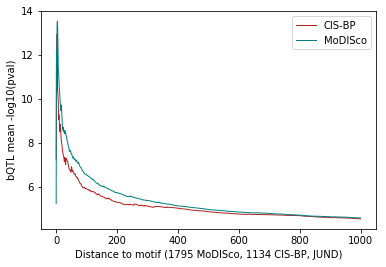 14
12
10
8
6
bQTL mean -log10(pval)
CIS-BP
MoDISco
0 200 400 600 800 1000
Distance to motif (1795 MoDISco, 1134 CIS-BP, JUND)